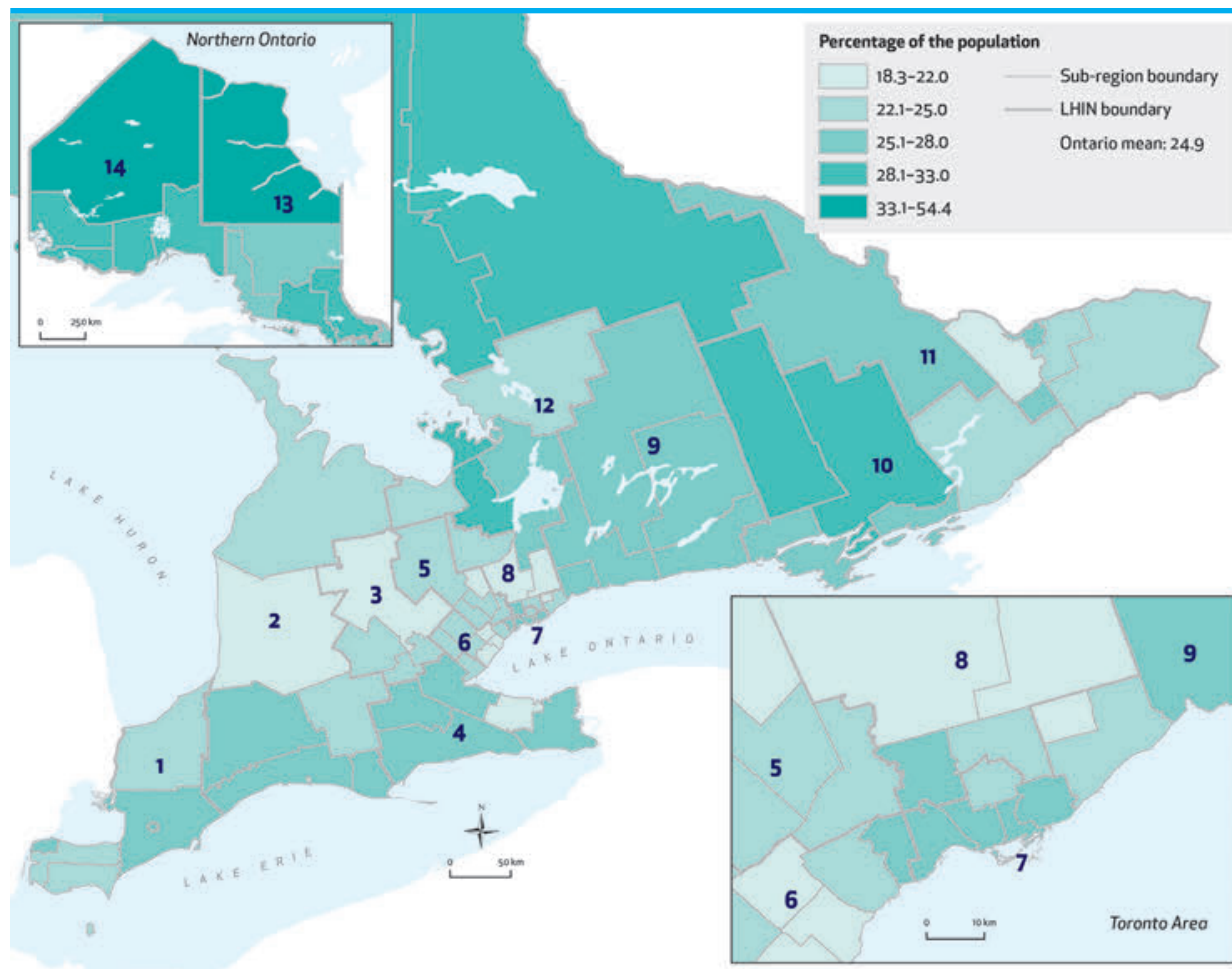 Northern Ontario
14
13
0 250 km
Percentage of the population
18.3–22.0
22.1–25.0
25.1–28.0
28.1–33.0
33.1–54.4
Sub-region boundary
LHIN boundary
Ontario mean: 24.9
11
12
9
10
LAKE HURON
5
8
3
2
6
7
LAKE ONTARIO
4
1
N
0 50 km
LAKE ERIE
8
9
5
7
6
0 10 km
Toronto Area